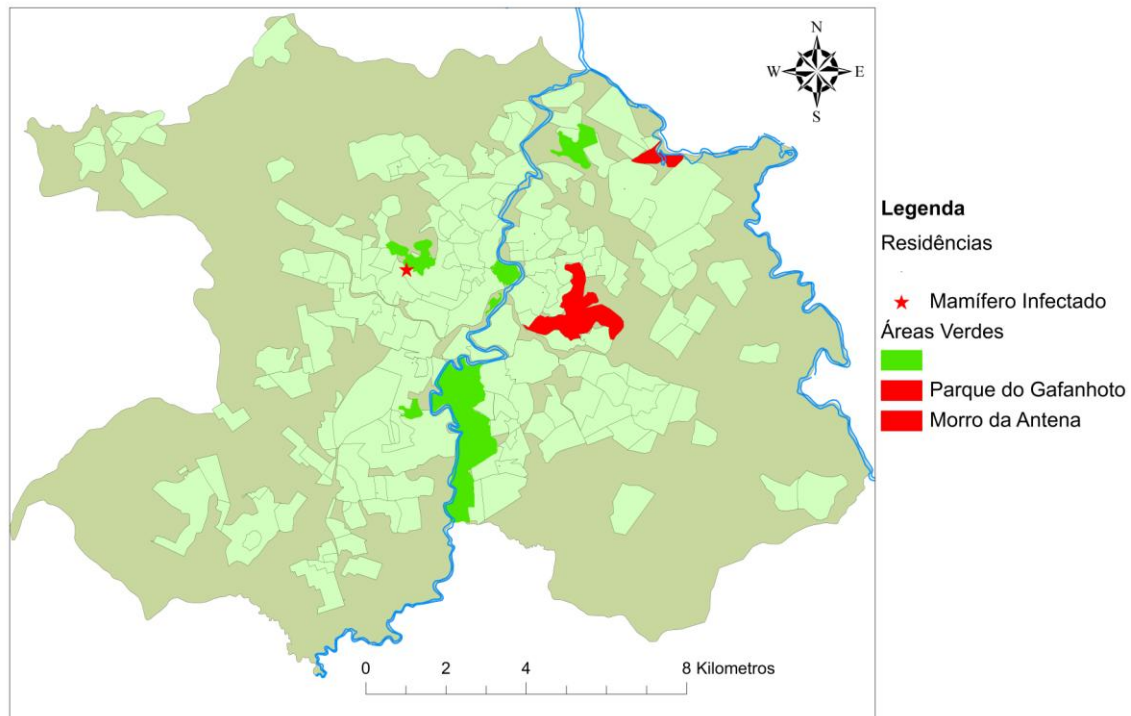 N
W E
S
Legenda
Residências
Mamífero Infectado
Áreas Verdes
Parque do Gafanhoto
Morro da Antena
0 2 4 8 Kilometros